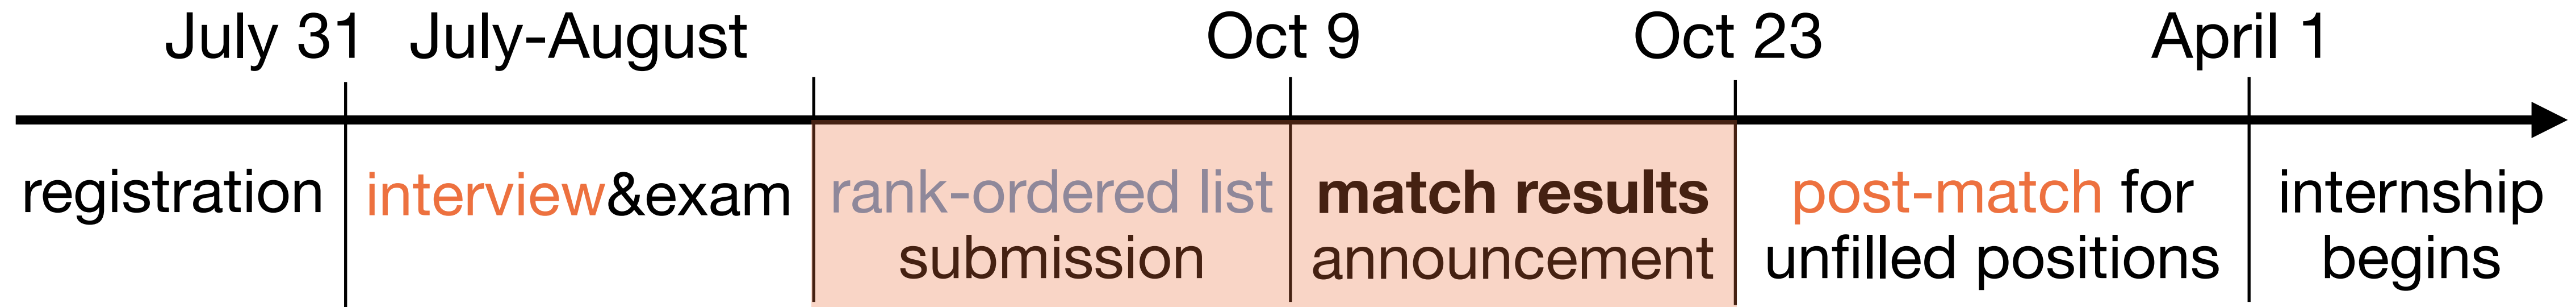 July 31 July-August Oct 9 Oct 23 April 1
registration interview&exam rank-ordered list match results post-match for internship
submission announcement unfilled positions begins